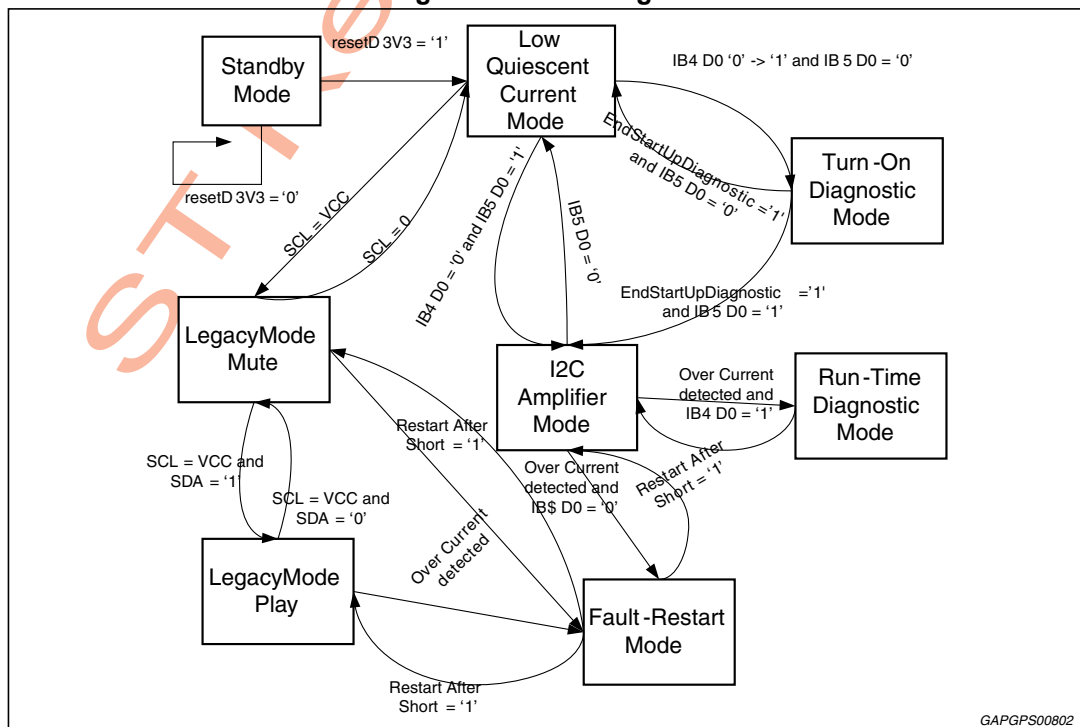 Standby
Mode
resetD 3V3 = ‘1’
resetD 3V3 = ‘0’
Low
Quiescent
Current
Mode
IB4 D0 ‘0’ -> ‘1’ and IB 5 D0 = ‘0’
EndStartUpDiagnostic =’1'
and IB5 D0 = ‘0’
Turn -On
Diagnostic
Mode
SCL = VCC
SCL = 0
IB4 D0 = ‘0’ and IB5 D0 = ‘1’
IB5 D0 = ‘0’
EndStartUpDiagnostic =’1'
and IB 5 D0 = ‘1’
LegacyMode
Mute
I2C
Amplifier
Mode
Over Current
detected and
IB4 D0 = ‘1’
Run-Time
Diagnostic
Mode
Restart After
Short = ‘1’
Over Current
detected and
IB$ D0 = ‘0’
Restart After
Short = ‘1’
SCL = VCC and
SDA = ‘1’
SCL = VCC and
SDA = ‘0’
Over Current
detected
LegacyMode
Play
Fault -Restart
Mode
Restart After
Short = ‘1’
GAPGPS00802